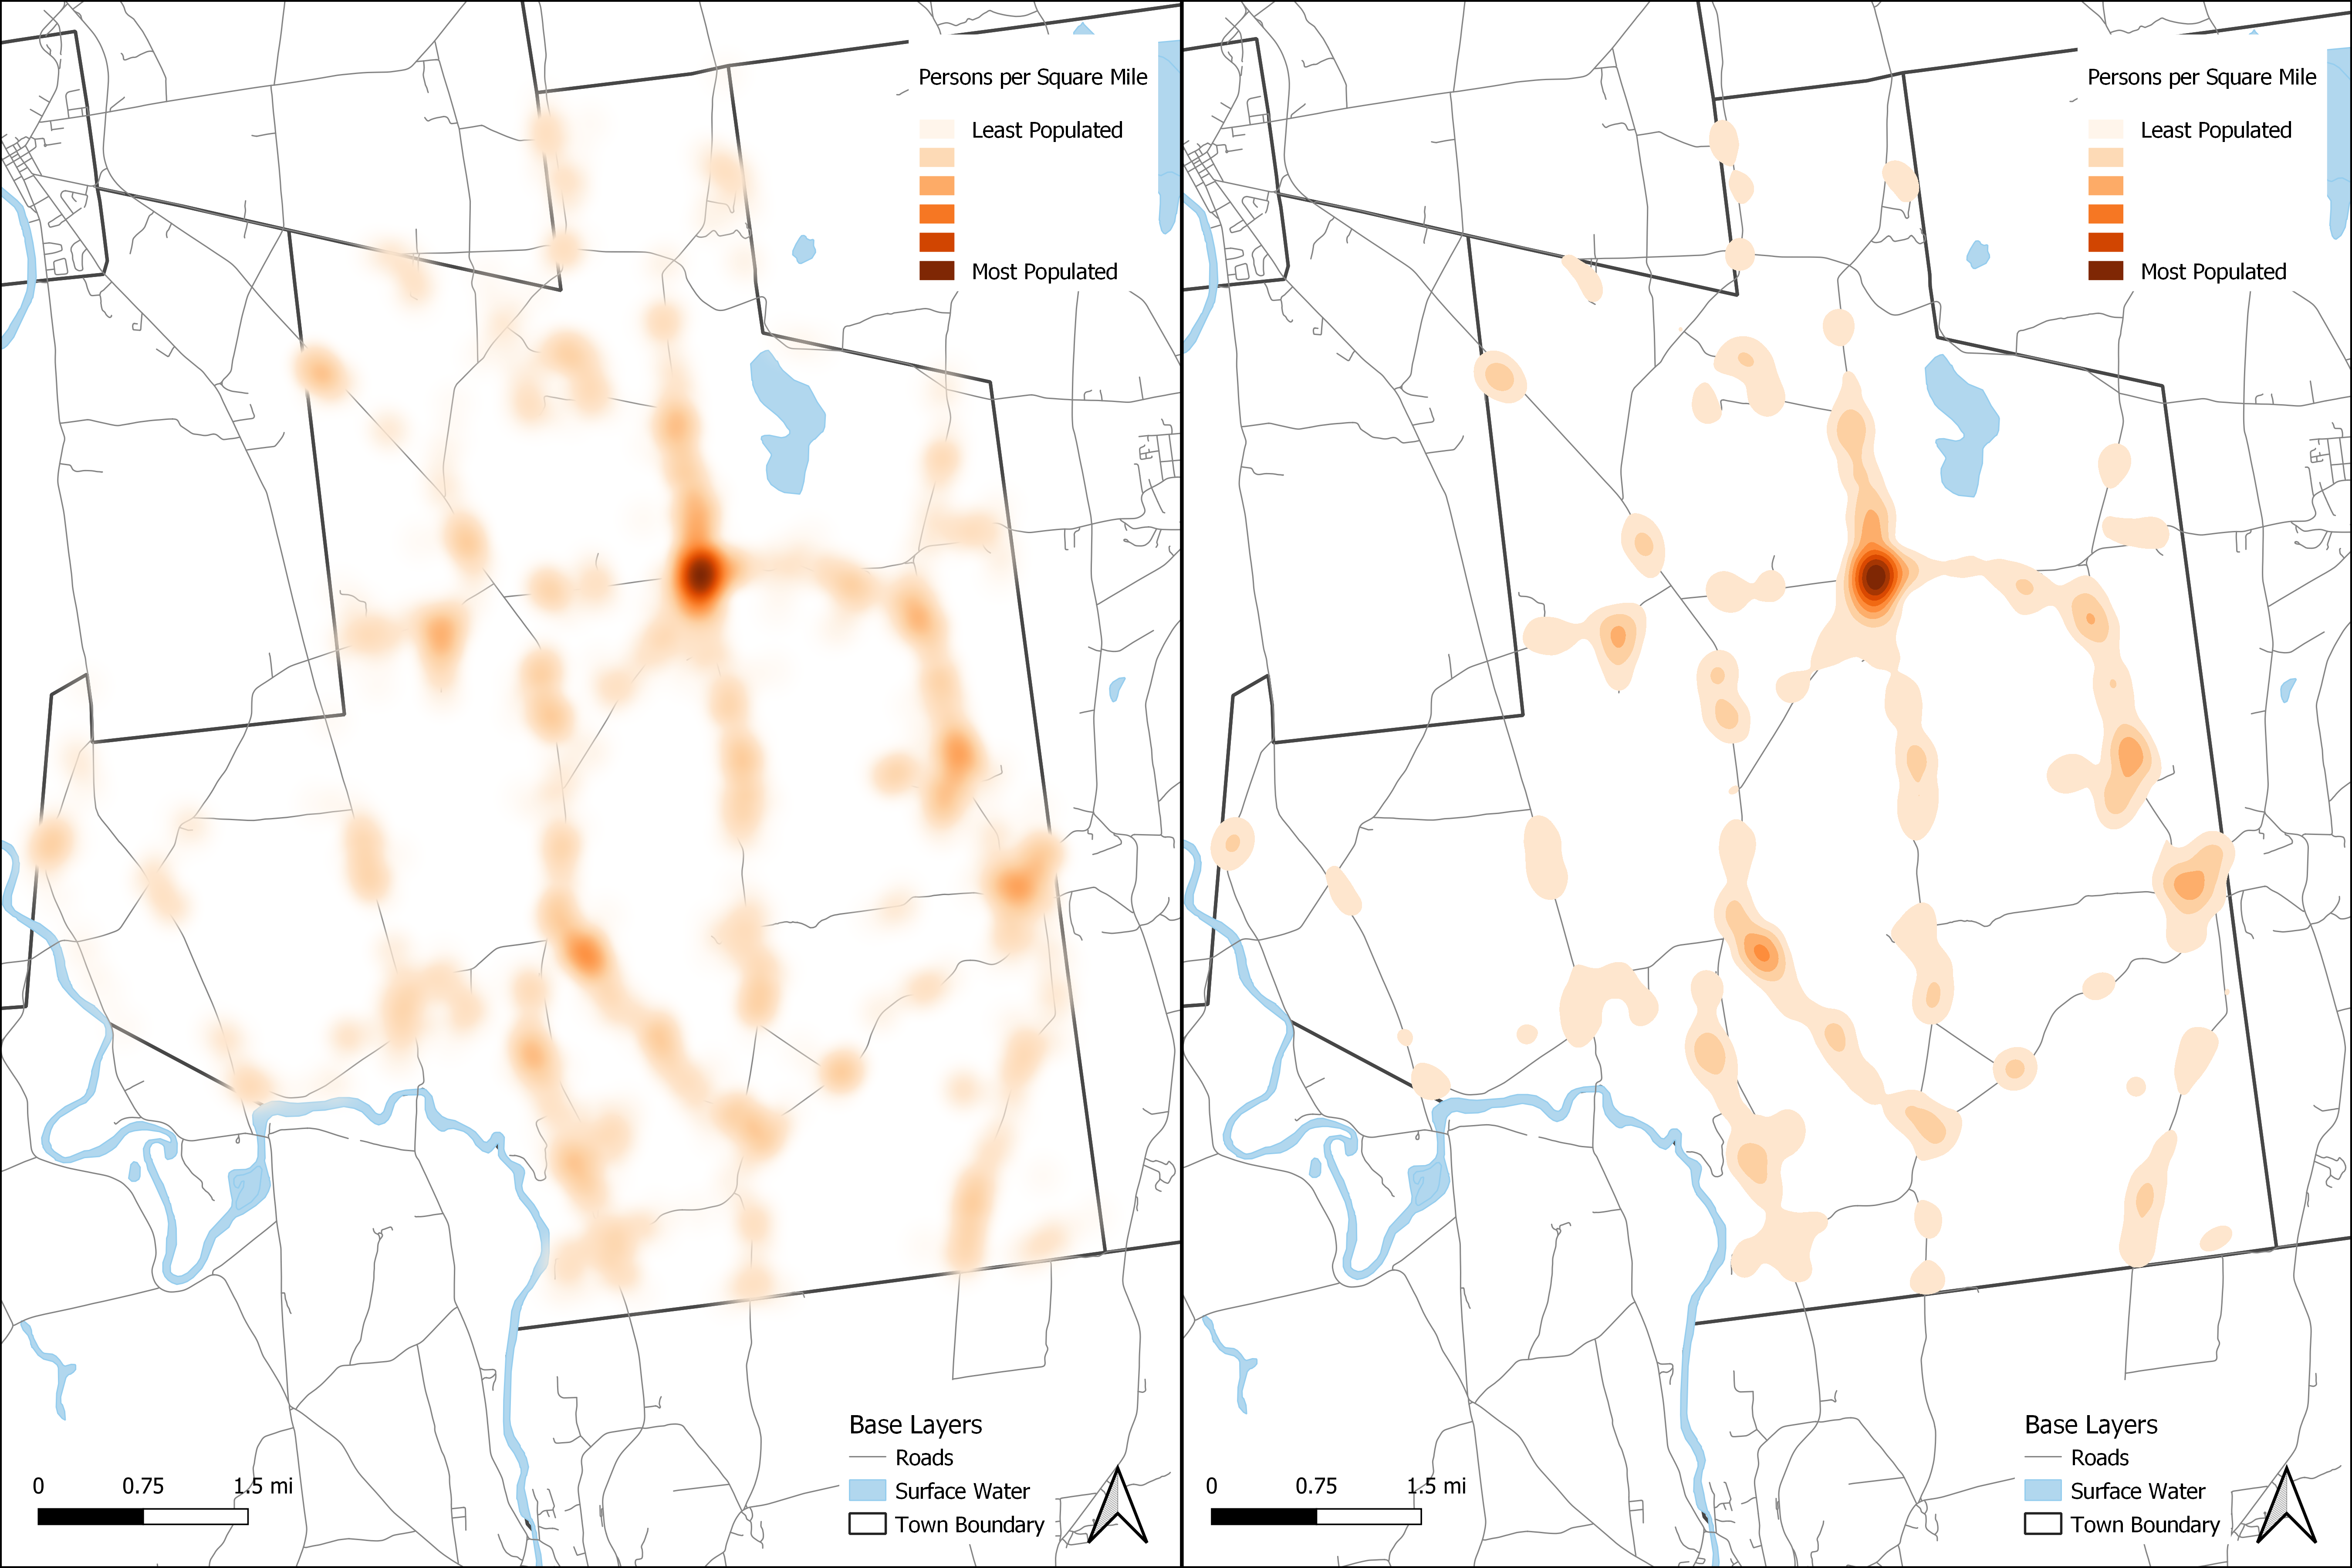 Persons per Square Mile
Least Populated
Most Populated
Base Layers
Roads
Surface Water
Town Boundary
0 0.75 1.5 mi
Persons per Square Mile
Least Populated
Most Populated
Base Layers
Roads
Surface Water
Town Boundary
0 0.75 1.5 mi